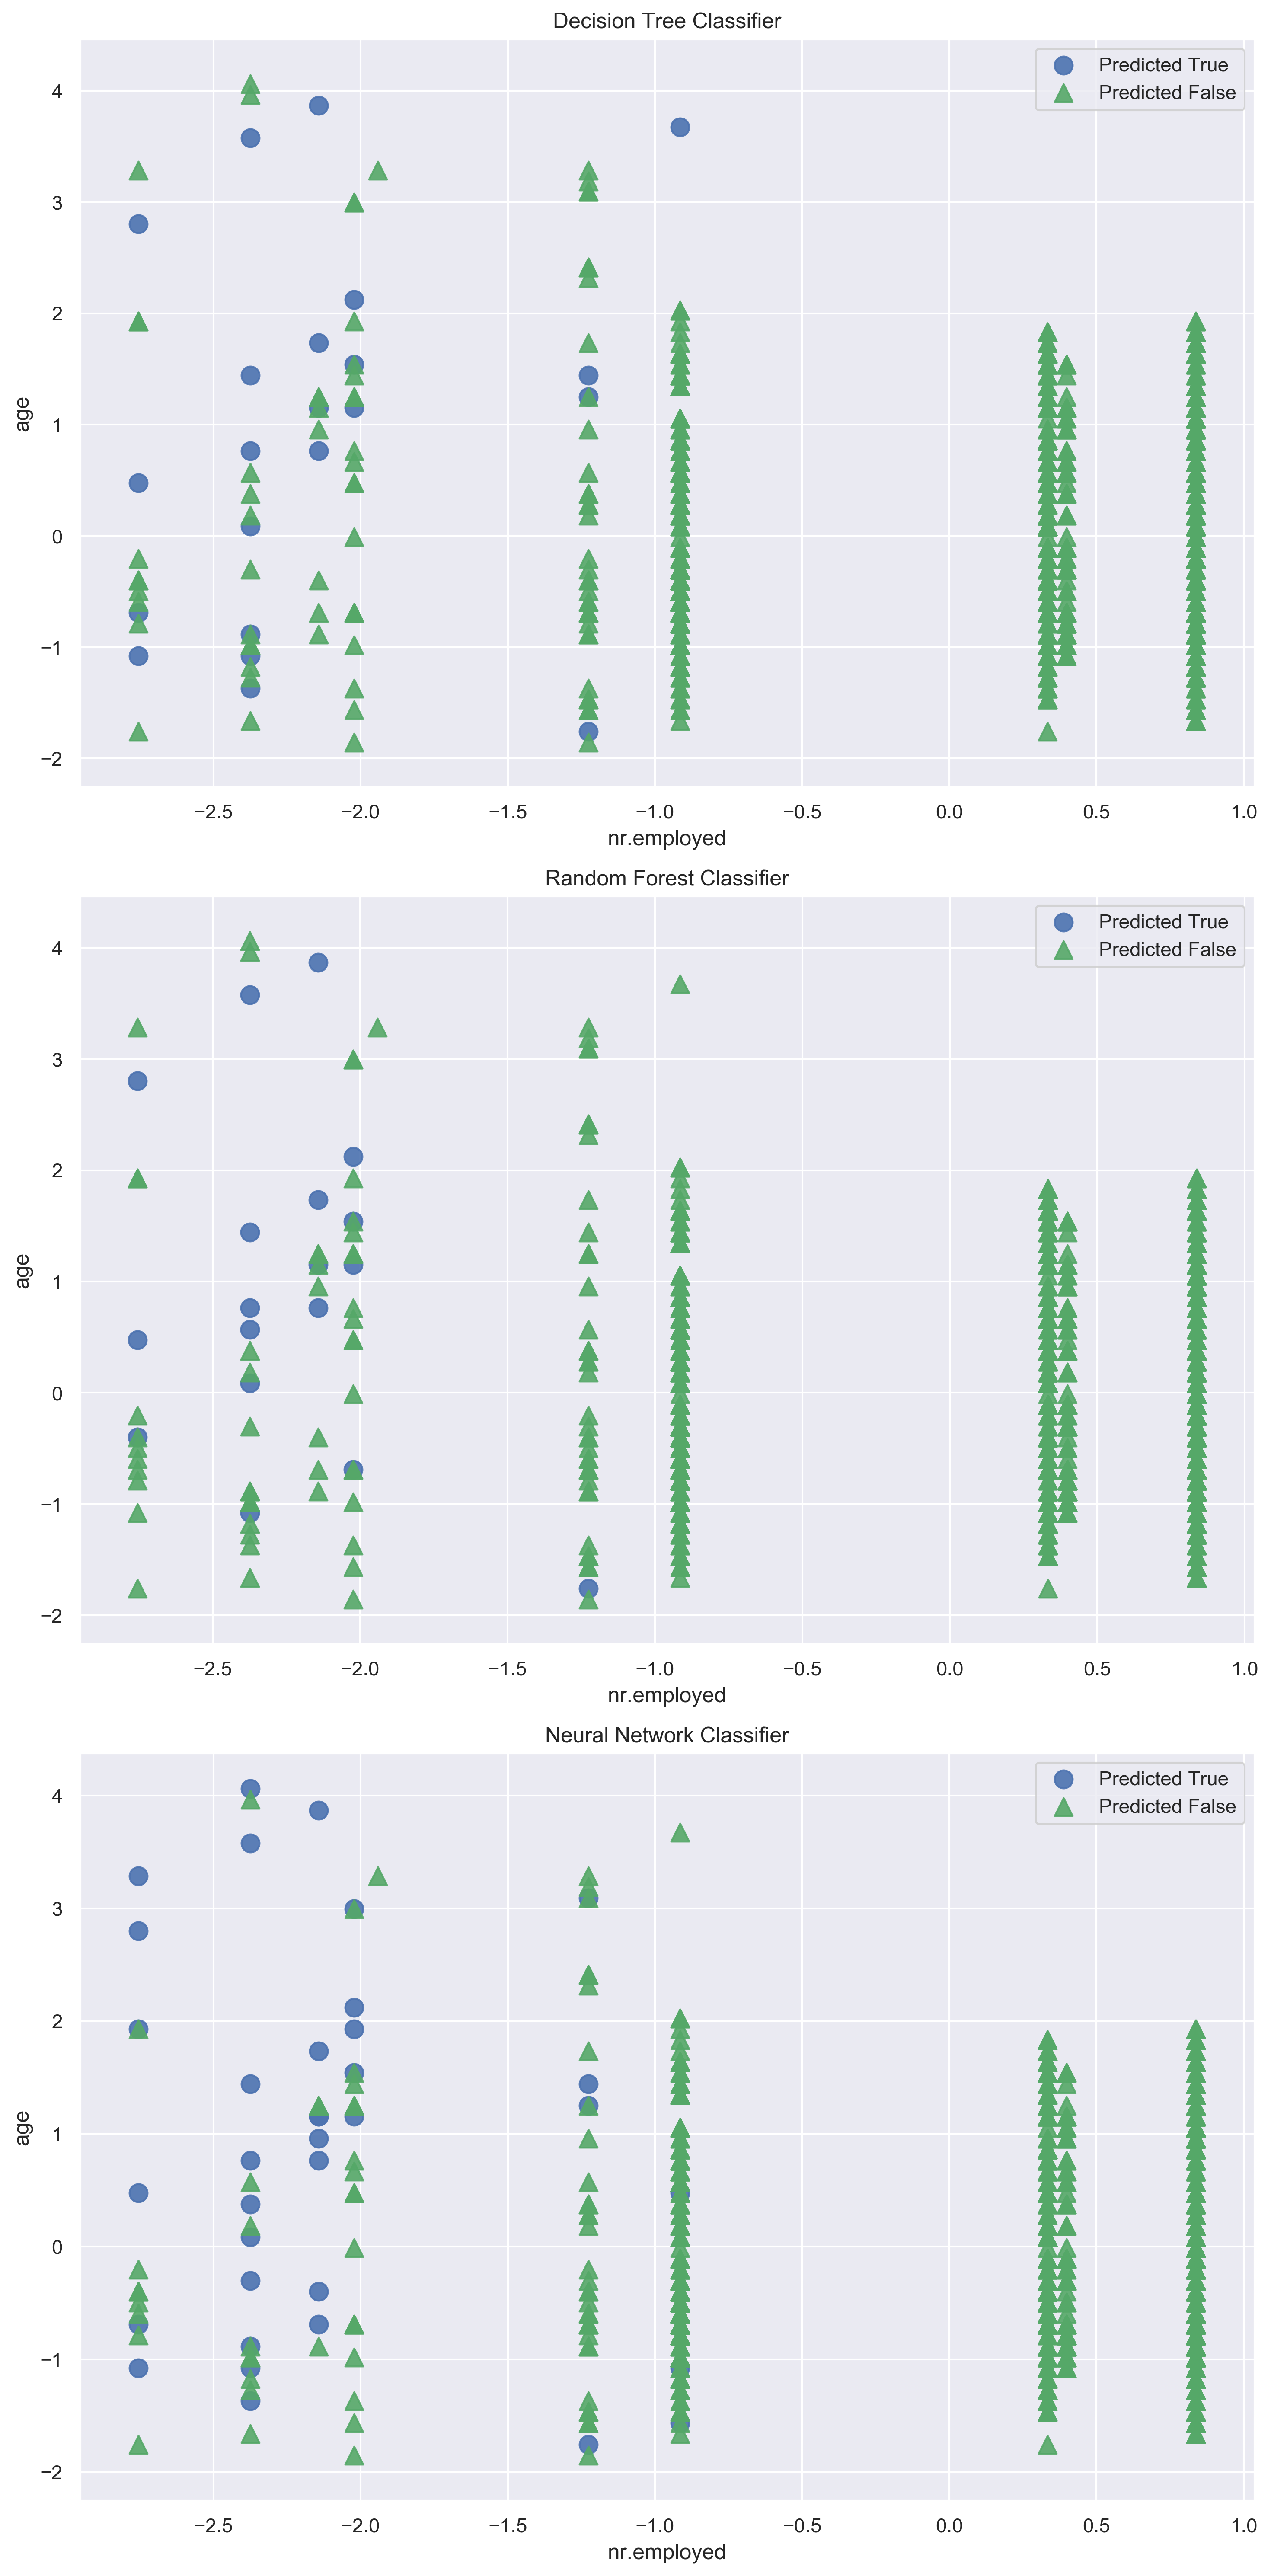 Decision Tree Classifier
Predicted True
Predicted False
4
3
2
1
0
−1
−2
age
−2.5 −2.0 −1.5 −1.0 −0.5 0.0 0.5 1.0
nr.employed
Random Forest Classifier
Predicted True
Predicted False
4
3
2
1
0
−1
−2
age
−2.5 −2.0 −1.5 −1.0 −0.5 0.0 0.5 1.0
nr.employed
Neural Network Classifier
Predicted True
Predicted False
4
3
2
1
0
−1
−2
age
−2.5 −2.0 −1.5 −1.0 −0.5 0.0 0.5 1.0
nr.employed